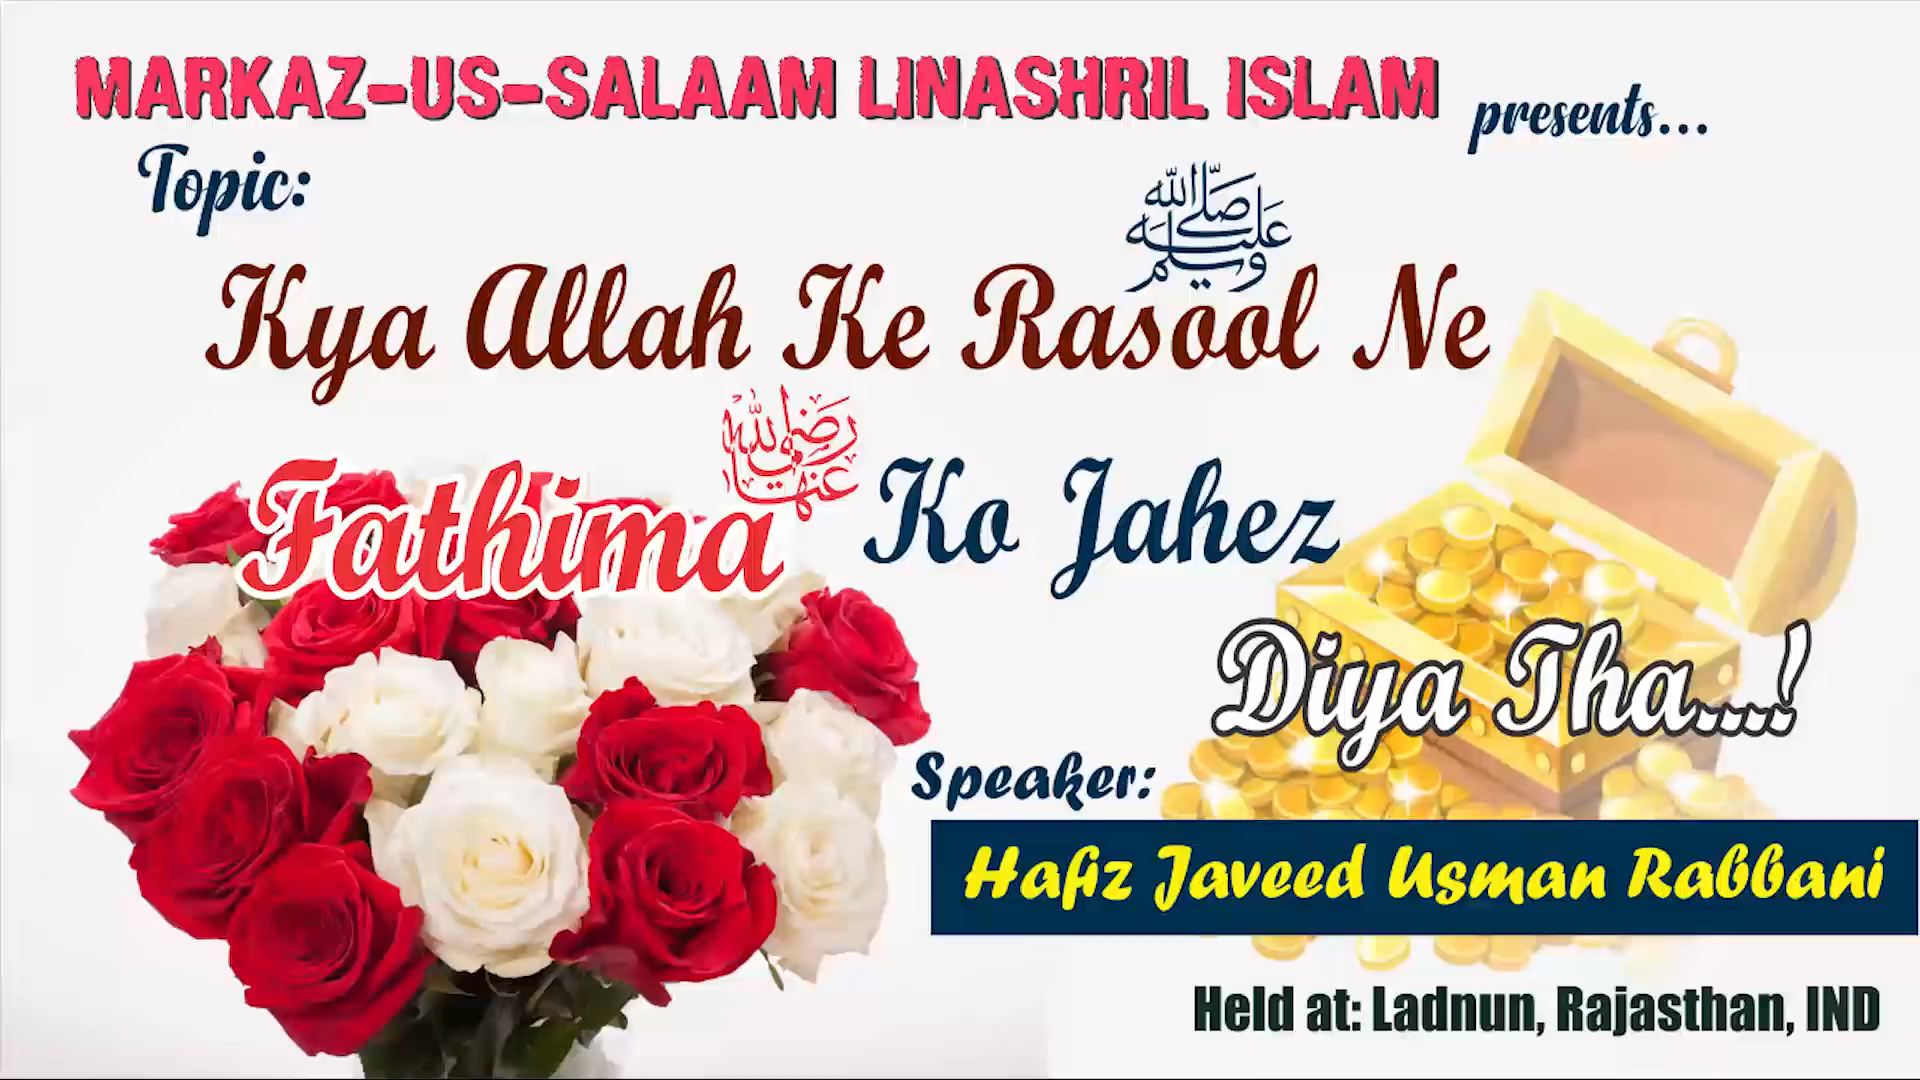 MARKAZ-US-SALAAM LINASHRIL ISLAM presents...
Topic:
صلى الله عليه وسلم
Kya Allah Ke Rasool Ne
رضي الله عنها
Fathima Ko Jahez
Diya Tha....!
Speaker:
Hafiz Javeed Usman Rabbani
Held at: Ladnun, Rajasthan, IND